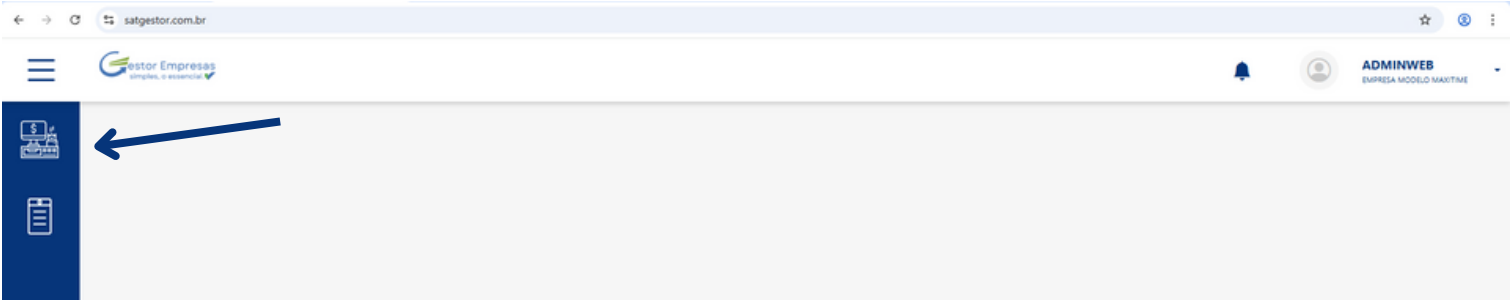 satgestor.com.br
Gestor Empresas
simples, o essencial
ADMINWEB
EMPRESA MODELO MAXITIME
$